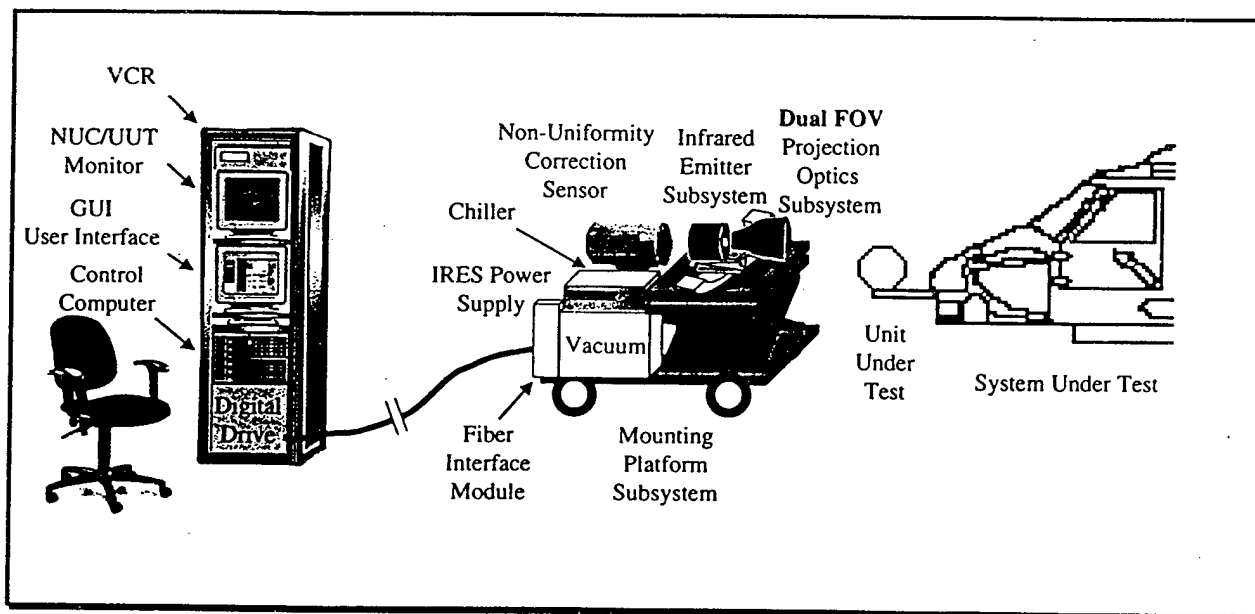 VCR
NUC/UUT
Monitor
GUI
User Interface
Control
Computer
Digital
Drive
Non-Uniformity
Correction
Sensor
Chiller
IRES Power
Supply
Vacuum
Infrared
Emitter
Subsystem
Dual FOV
Projection
Optics
Subsystem
Fiber
Interface
Module
Mounting
Platform
Subsystem
Unit
Under
Test
System Under Test